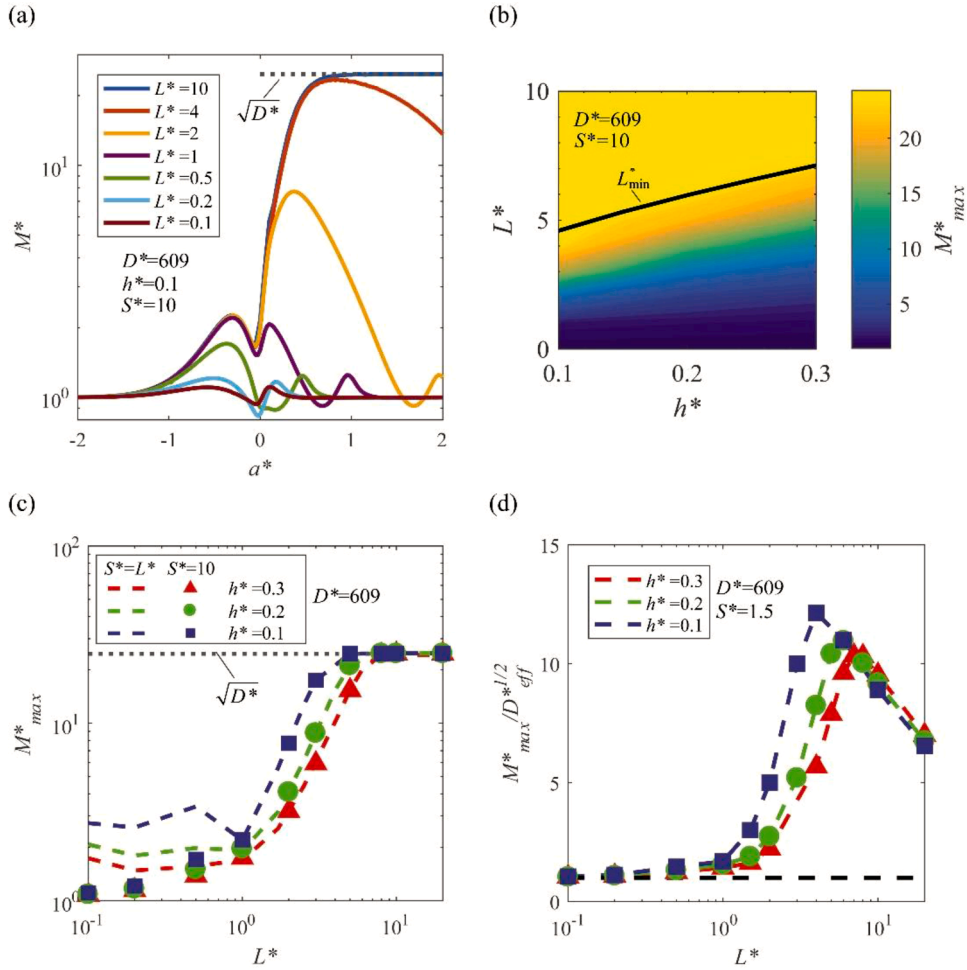 (a)
L*=10
L*=4
L*=2
L*=1
L*=0.5
L*=0.2
L*=0.1
√D*
D*=609
h*=0.1
S*=10
M*
10¹
10⁰
-2 -1 0 1 2
a*
(b)
D*=609
S*=10
L*min
L*
10
5
0
0.1 0.2 0.3
h*
20
15
10
5
M*max
(c)
S*=L* S*=10
h*=0.3
h*=0.2
h*=0.1
D*=609
√D*
M*max
10²
10¹
10⁰
10⁻¹ 10⁰ 10¹
L*
(d)
h*=0.3
h*=0.2
h*=0.1
D*=609
S*=1.5
M*max/D*eff^1/2
15
10
5
0
10⁻¹ 10⁰ 10¹
L*